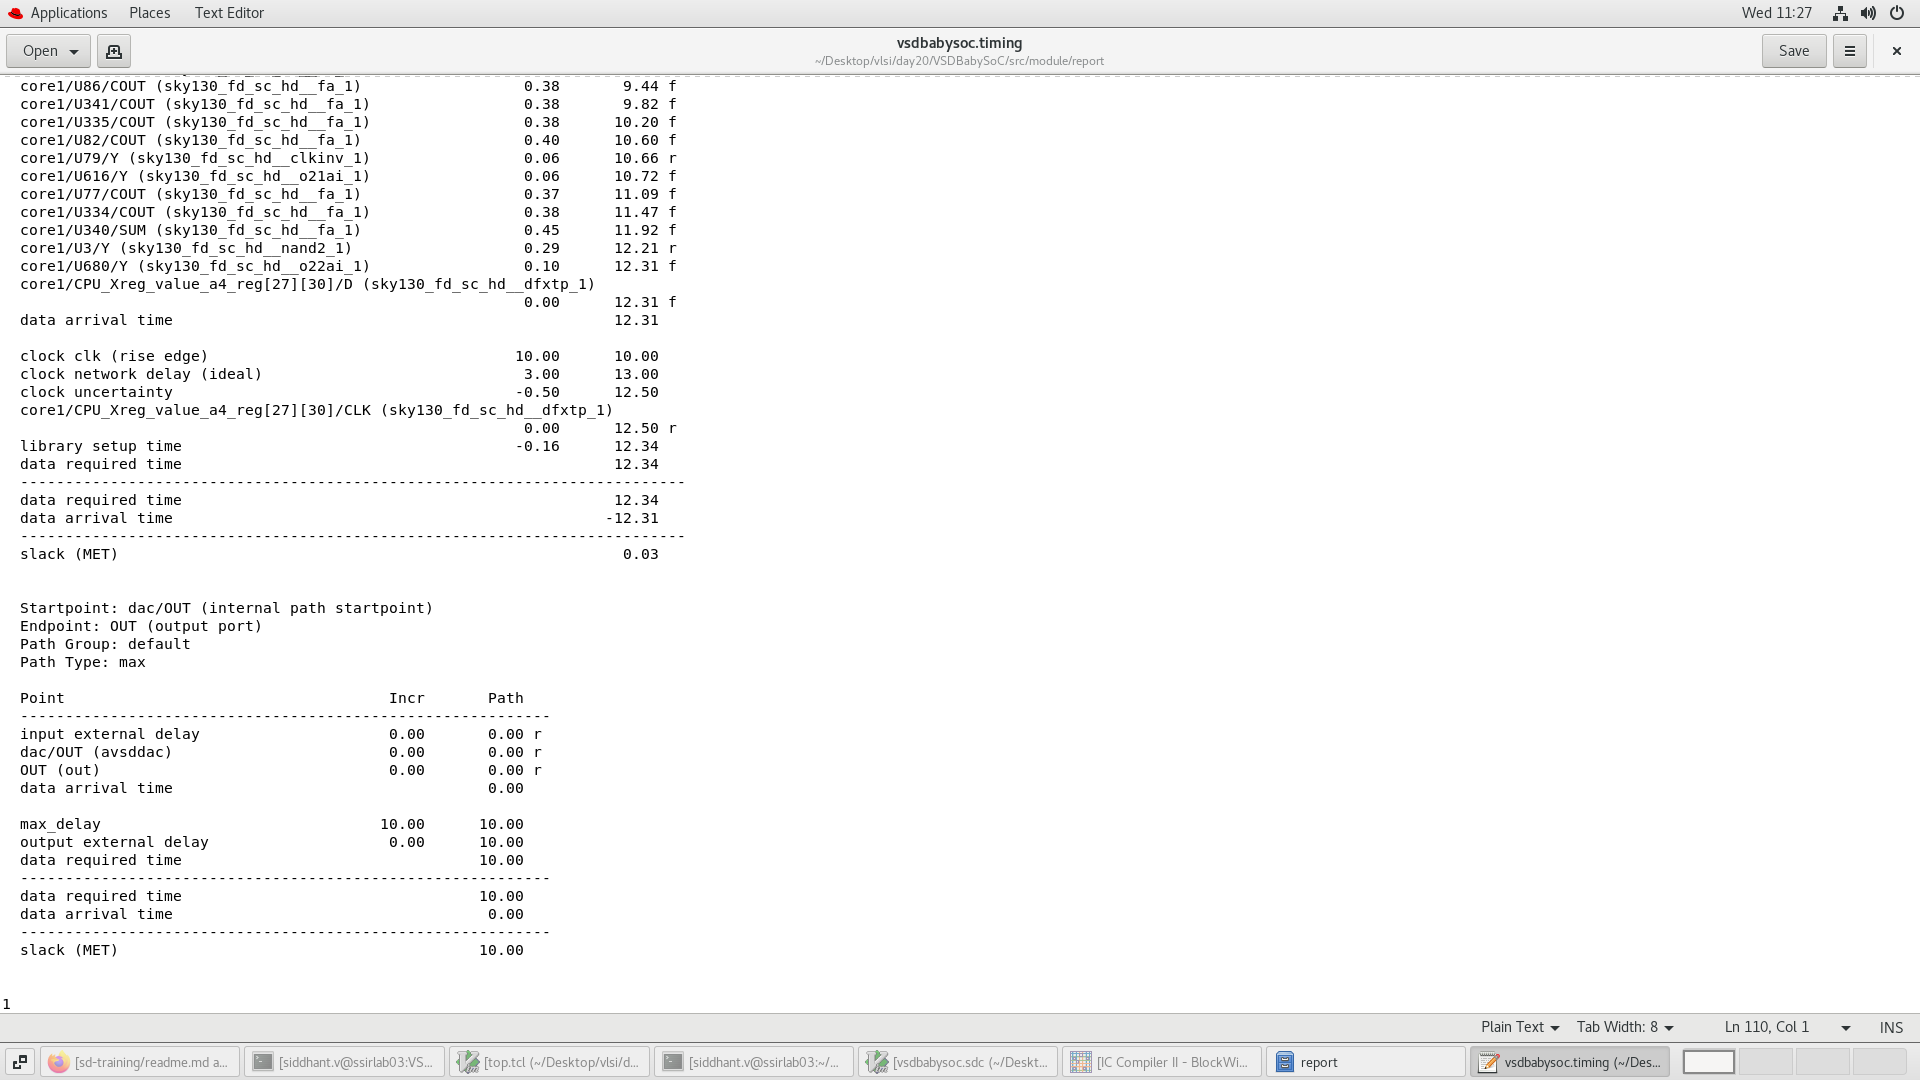 Applications Places Text Editor Wed 11:27
Open vsdbabysoc.timing Save
~/Desktop/vlsi/day20/VSDBabySoC/src/module/report
core1/U86/COUT (sky130_fd_sc_hd__fa_1) 0.38 9.44 f
core1/U341/COUT (sky130_fd_sc_hd__fa_1) 0.38 9.82 f
core1/U335/COUT (sky130_fd_sc_hd__fa_1) 0.38 10.20 f
core1/U82/COUT (sky130_fd_sc_hd__fa_1) 0.40 10.60 f
core1/U79/Y (sky130_fd_sc_hd__clkinv_1) 0.06 10.66 r
core1/U616/Y (sky130_fd_sc_hd__o21ai_1) 0.06 10.72 f
core1/U77/COUT (sky130_fd_sc_hd__fa_1) 0.37 11.09 f
core1/U334/COUT (sky130_fd_sc_hd__fa_1) 0.38 11.47 f
core1/U340/SUM (sky130_fd_sc_hd__fa_1) 0.45 11.92 f
core1/U3/Y (sky130_fd_sc_hd__nand2_1) 0.29 12.21 r
core1/U680/Y (sky130_fd_sc_hd__o22ai_1) 0.10 12.31 f
core1/CPU_Xreg_value_a4_reg[27][30]/D (sky130_fd_sc_hd__dfxtp_1)
0.00 12.31 f
data arrival time 12.31
clock clk (rise edge) 10.00 10.00
clock network delay (ideal) 3.00 13.00
clock uncertainty -0.50 12.50
core1/CPU_Xreg_value_a4_reg[27][30]/CLK (sky130_fd_sc_hd__dfxtp_1)
0.00 12.50 r
library setup time -0.16 12.34
data required time 12.34
--------------------------------------------------------------------------
data required time 12.34
data arrival time -12.31
--------------------------------------------------------------------------
slack (MET) 0.03
Startpoint: dac/OUT (internal path startpoint)
Endpoint: OUT (output port)
Path Group: default
Path Type: max
Point Incr Path
-----------------------------------------------------------
input external delay 0.00 0.00 r
dac/OUT (avsddac) 0.00 0.00 r
OUT (out) 0.00 0.00 r
data arrival time 0.00
max_delay 10.00 10.00
output external delay 0.00 10.00
data required time 10.00
-----------------------------------------------------------
data required time 10.00
data arrival time 0.00
-----------------------------------------------------------
slack (MET) 10.00
1
Plain Text Tab Width: 8 Ln 110, Col 1 INS
[sd-training/readme.md a... [siddhant.v@ssirlab03:VS... [top.tcl (~/Desktop/vlsi/d... [siddhant.v@ssirlab03:~/... [vsdbabysoc.sdc (~/Deskt... [IC Compiler II - BlockWi... report vsdbabysoc.timing (~/Des...